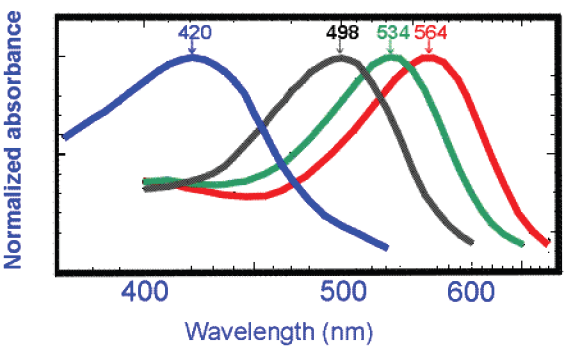 420 498 534 564
Normalized absorbance
400 500 600
Wavelength (nm)